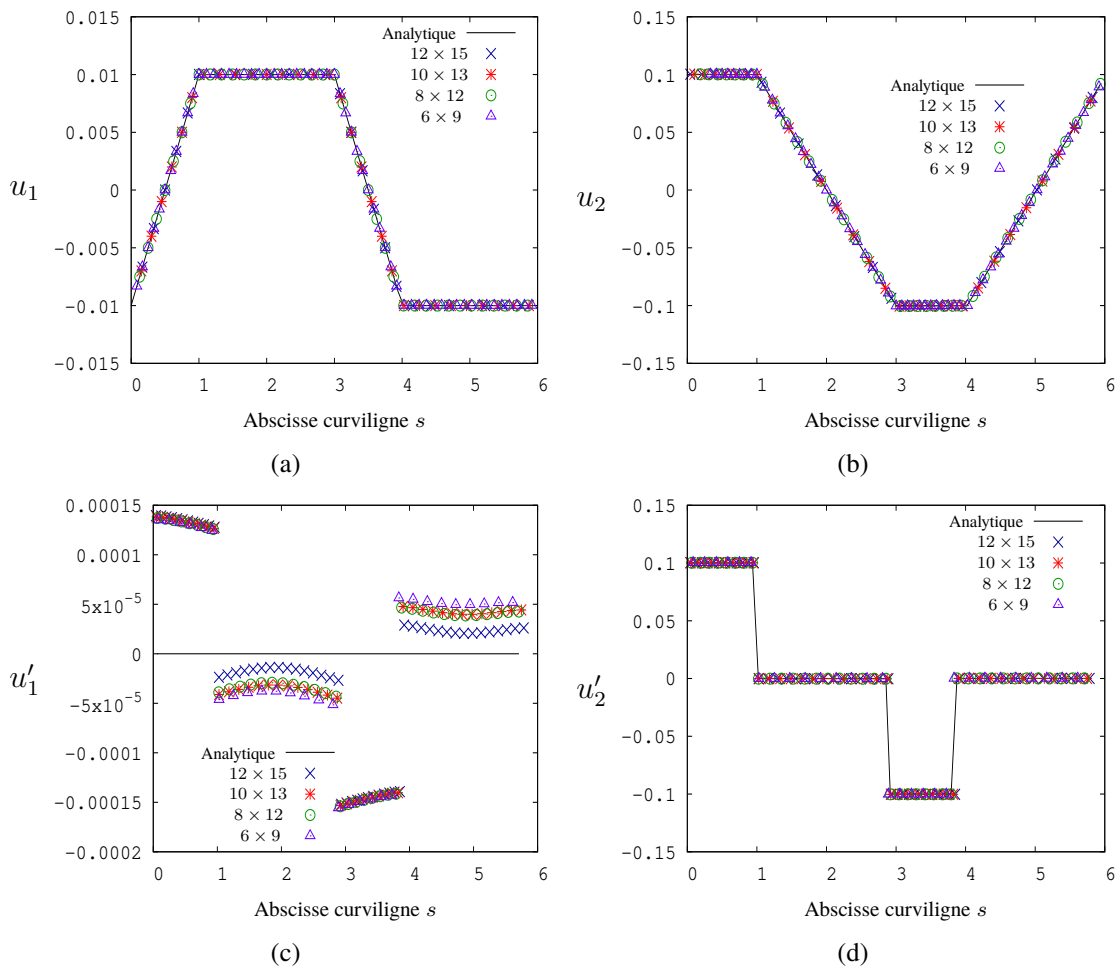 0.015
0.01
0.005
0
−0.005
−0.01
−0.015
u₁
Analytique
12 × 15
10 × 13
8 × 12
6 × 9
0 1 2 3 4 5 6
Abscisse curviligne s
(a)
0.15
0.1
0.05
0
−0.05
−0.1
−0.15
u₂
Analytique
12 × 15
10 × 13
8 × 12
6 × 9
0 1 2 3 4 5 6
Abscisse curviligne s
(b)
0.00015
0.0001
5x10⁻⁵
0
−5x10⁻⁵
−0.0001
−0.00015
−0.0002
u′₁
Analytique
12 × 15
10 × 13
8 × 12
6 × 9
0 1 2 3 4 5 6
Abscisse curviligne s
(c)
0.15
0.1
0.05
0
−0.05
−0.1
−0.15
u′₂
Analytique
12 × 15
10 × 13
8 × 12
6 × 9
0 1 2 3 4 5 6
Abscisse curviligne s
(d)